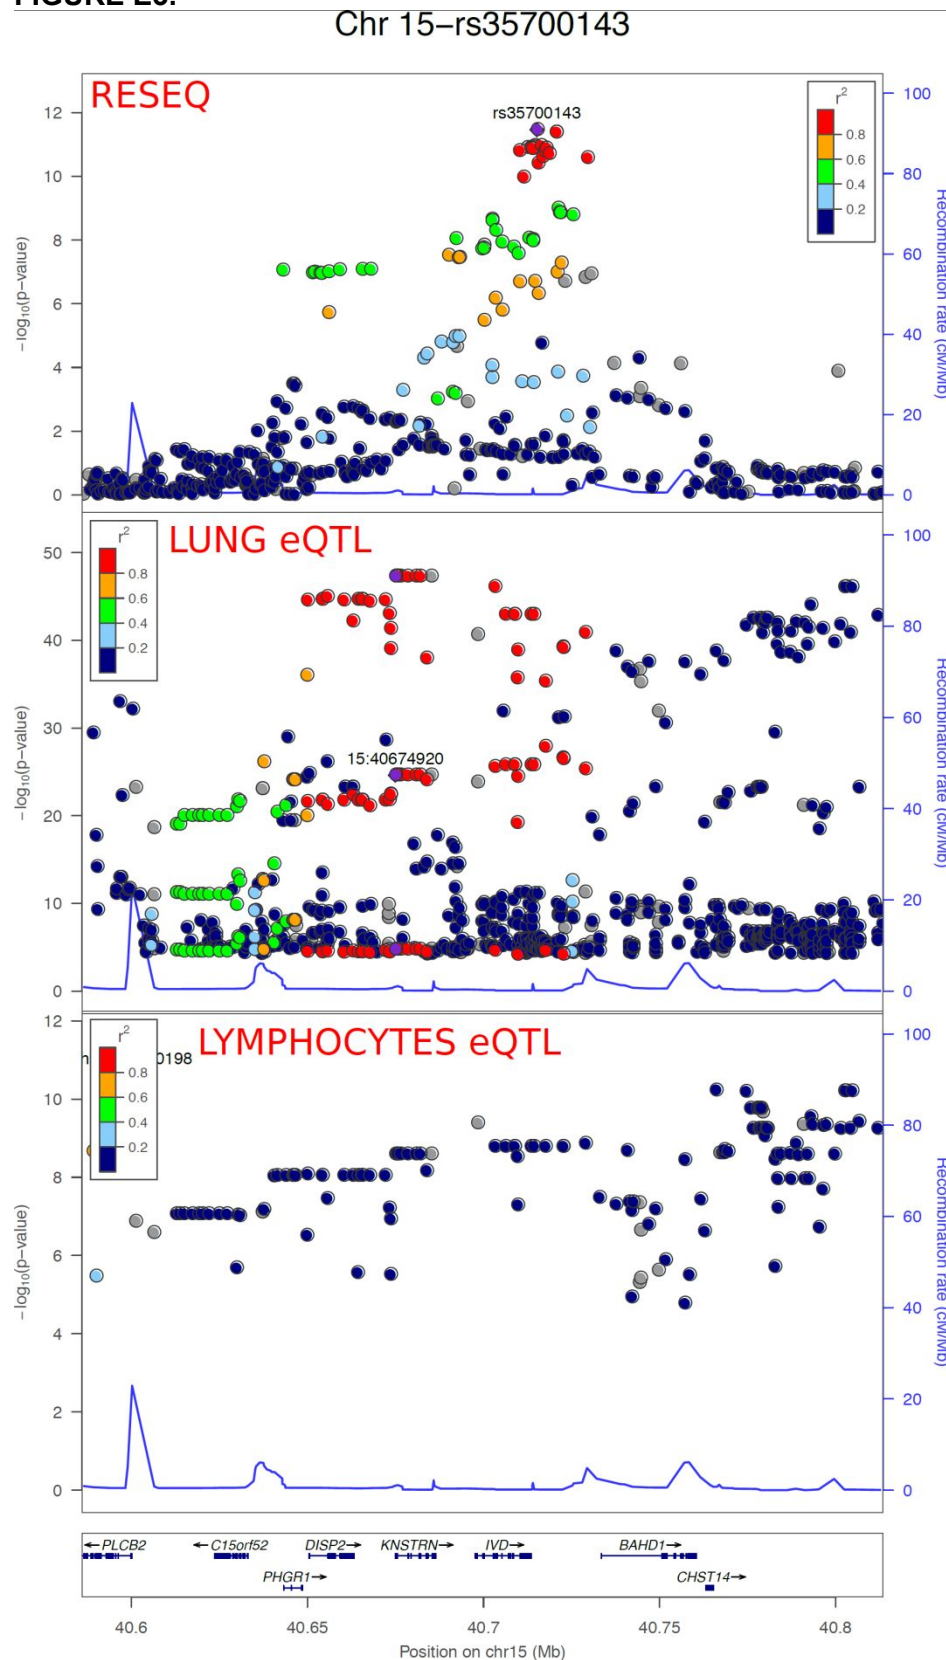 Chr 15−rs35700143
RESEQ
rs35700143
r2
0.8
0.6
0.4
0.2
12
10
8
6
4
2
0
−log10(p−value)
100
80
60
40
20
0
Recombination rate (cM/Mb)
LUNG eQTL
15:40674920
r2
0.8
0.6
0.4
0.2
50
40
30
20
10
0
−log10(p−value)
100
80
60
40
20
0
Recombination rate (cM/Mb)
LYMPHOCYTES eQTL
0198
r2
0.8
0.6
0.4
0.2
12
10
8
6
4
2
0
−log10(p−value)
100
80
60
40
20
0
Recombination rate (cM/Mb)
←PLCB2
←C15orf52
DISP2→
KNSTRN→
IVD→
BAHD1→
PHGR1→
CHST14→
40.6
40.65
40.7
40.75
40.8
Position on chr15 (Mb)